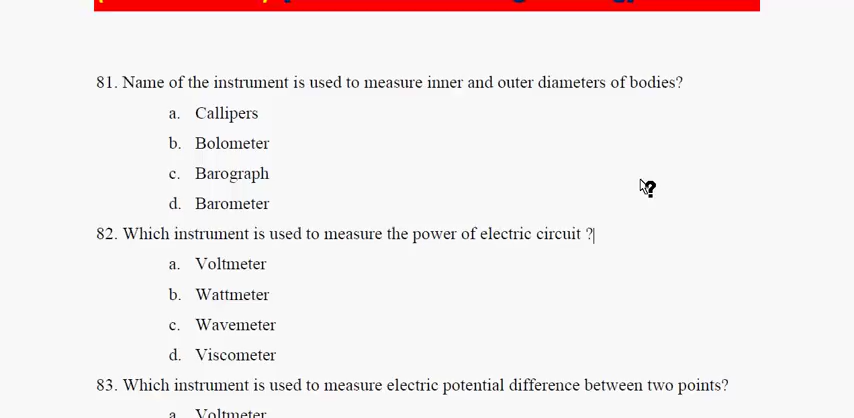 81. Name of the instrument is used to measure inner and outer diameters of bodies?
a. Callipers
b. Bolometer
c. Barograph
d. Barometer
82. Which instrument is used to measure the power of electric circuit ?
a. Voltmeter
b. Wattmeter
c. Wavemeter
d. Viscometer
83. Which instrument is used to measure electric potential difference between two points?
a. Voltmeter